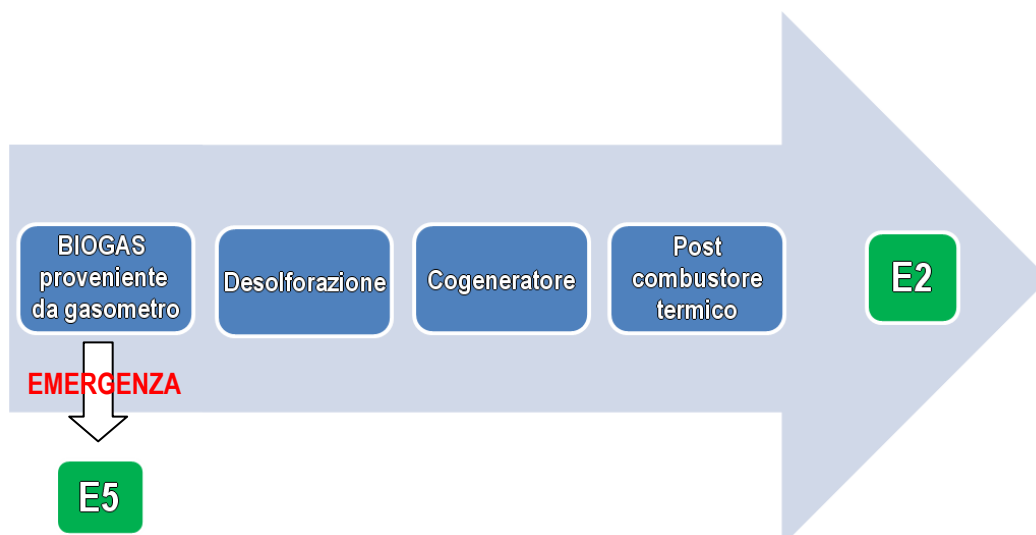 BIOGAS
proveniente
da gasometro
Desolforazione
Cogeneratore
Post
combustore
termico
E2
EMERGENZA
E5